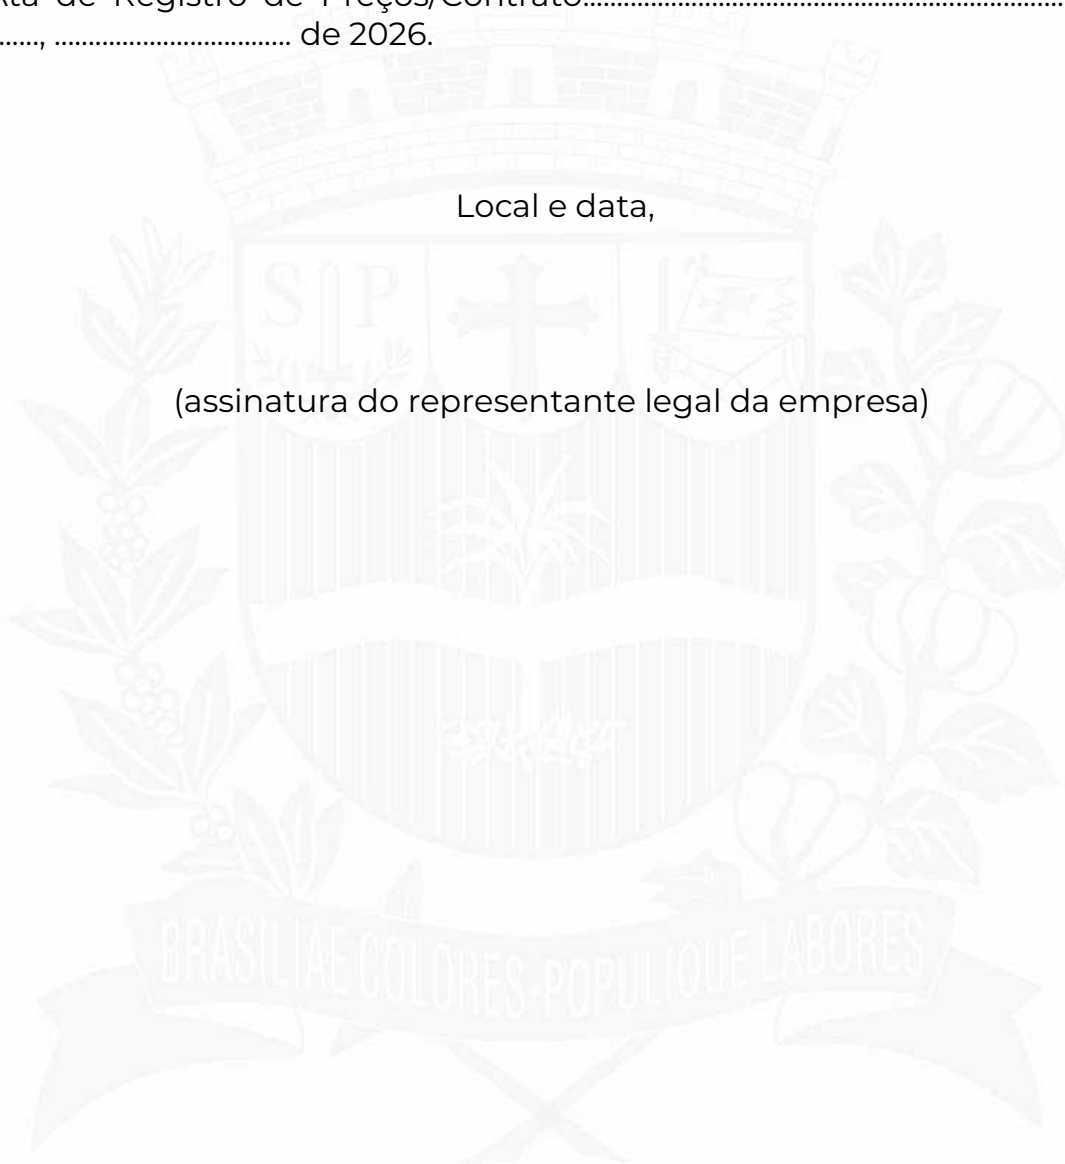 Ata de Registro de Preços/Contrato................................................................................
......, ................................... de 2026.
Local e data,
S P
(assinatura do representante legal da empresa)
BRASILIAE COLORES-POPULIQUE LABORES